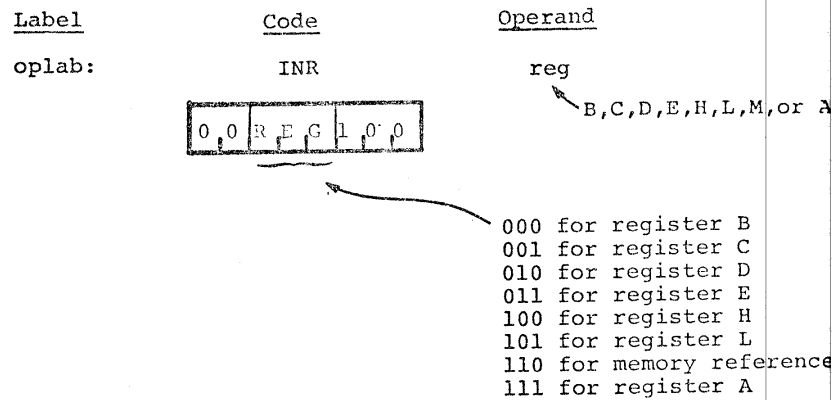 Label Code Operand
oplab: INR reg
B,C,D,E,H,L,M,or A
0 0 R E G 1 0 0
000 for register B
001 for register C
010 for register D
011 for register E
100 for register H
101 for register L
110 for memory reference
111 for register A